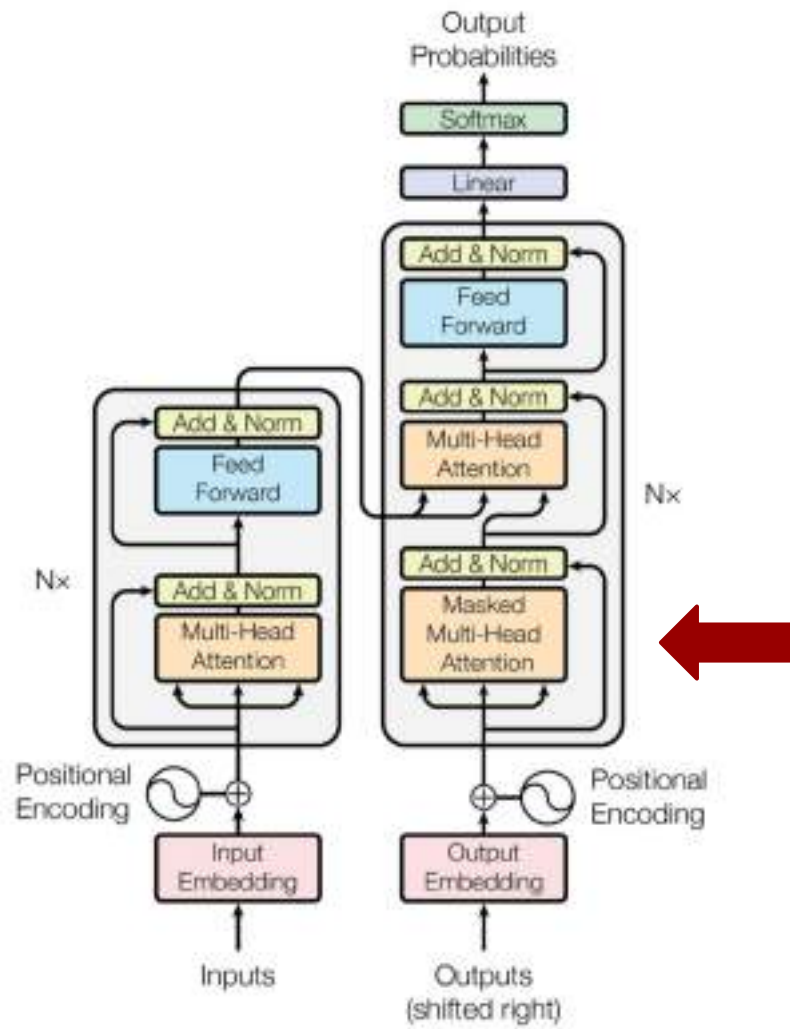 Output
Probabilities
Softmax
Linear
Add & Norm
Feed
Forward
Add & Norm
Multi-Head
Attention
Nx
Add & Norm
Masked
Multi-Head
Attention
Add & Norm
Feed
Forward
Nx
Add & Norm
Multi-Head
Attention
Positional
Encoding
Positional
Encoding
Input
Embedding
Output
Embedding
Inputs
Outputs
(shifted right)